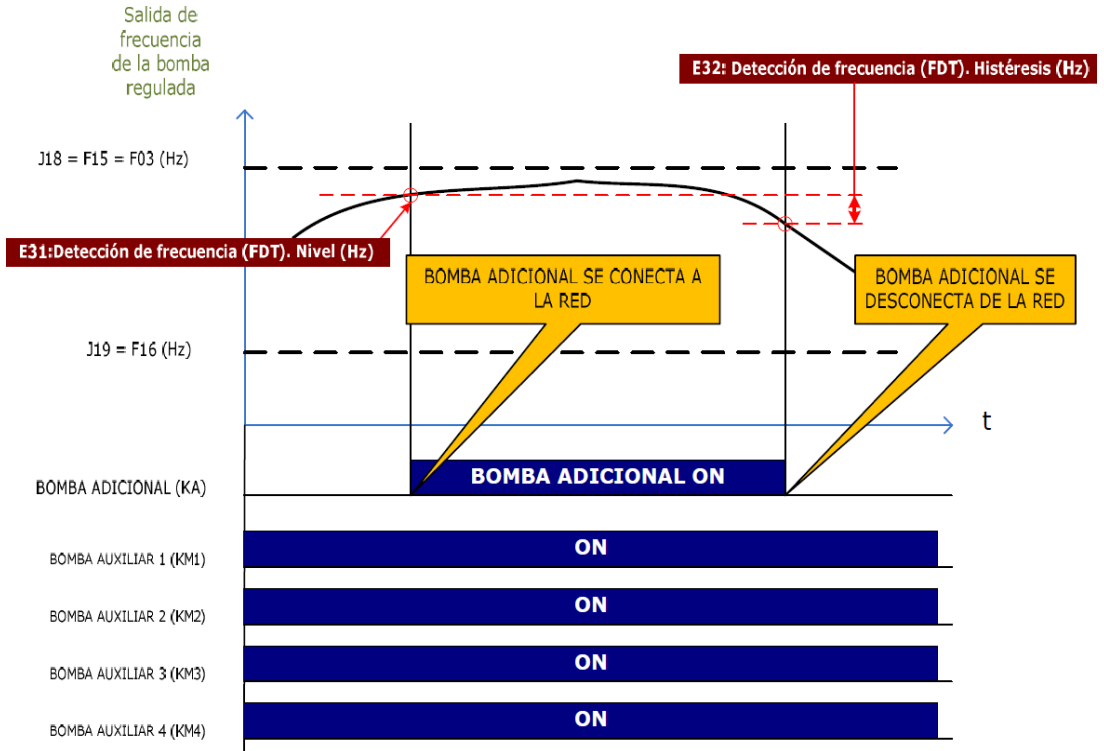 Salida de
frecuencia
de la bomba
regulada
E32: Detección de frecuencia (FDT). Histéresis (Hz)
J18 = F15 = F03 (Hz)
E31:Detección de frecuencia (FDT). Nivel (Hz)
BOMBA ADICIONAL SE CONECTA A
LA RED
BOMBA ADICIONAL SE
DESCONECTA DE LA RED
J19 = F16 (Hz)
t
BOMBA ADICIONAL (KA)
BOMBA ADICIONAL ON
BOMBA AUXILIAR 1 (KM1)
ON
BOMBA AUXILIAR 2 (KM2)
ON
BOMBA AUXILIAR 3 (KM3)
ON
BOMBA AUXILIAR 4 (KM4)
ON